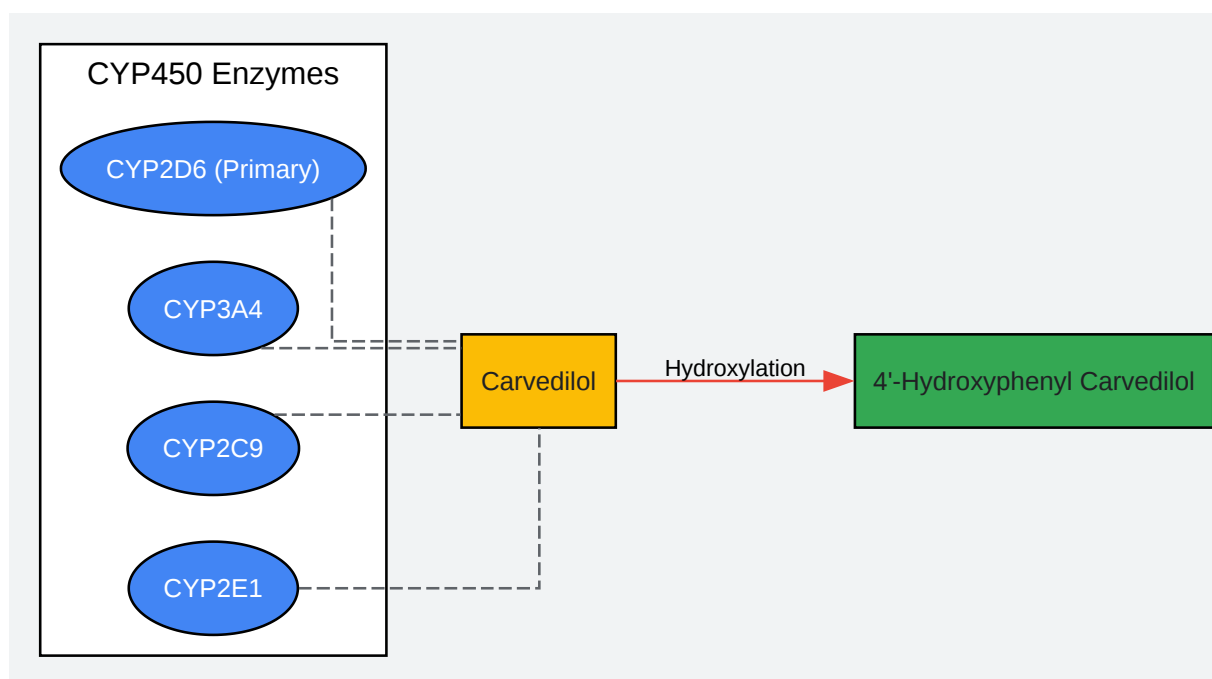 CYP450 Enzymes
CYP2D6 (Primary)
CYP3A4
CYP2C9
CYP2E1
Carvedilol
Hydroxylation
4'-Hydroxyphenyl Carvedilol